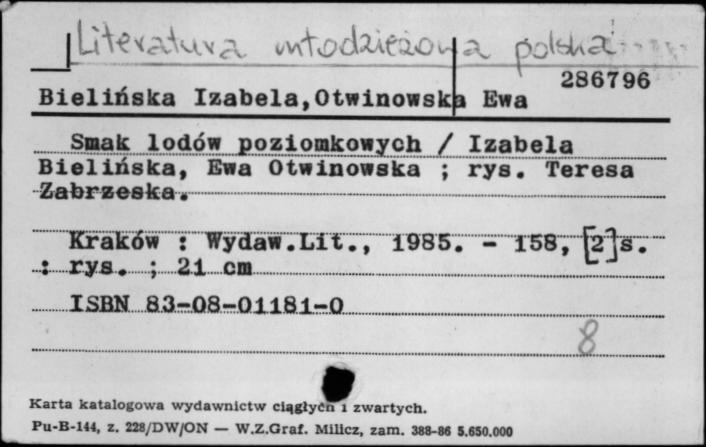 Literatura młodzieżowa polska
286796
Bielińska Izabela,Otwinowska Ewa
Smak lodów poziomkowych / Izabela
Bielińska, Ewa Otwinowska ; rys. Teresa
Zabrzeska.
Kraków : Wydaw.Lit., 1985. - 158, [2]s.
: rys. ; 21 cm
ISBN 83-08-01181-0
8
Karta katalogowa wydawnictw ciągłych i zwartych.
Pu-B-144, z. 228/DW/ON — W.Z.Graf. Milicz, zam. 388-86 5.650.000